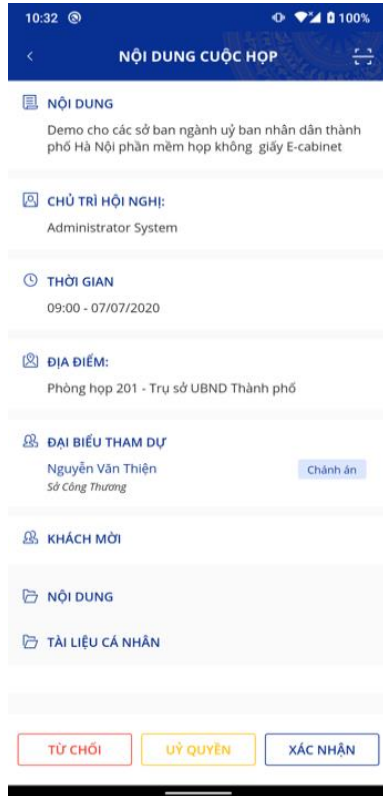 10:32 100%
NỘI DUNG CUỘC HỌP
NỘI DUNG
Demo cho các sở ban ngành uỷ ban nhân dân thành
phố Hà Nội phần mềm họp không giấy E-cabinet
CHỦ TRÌ HỘI NGHỊ:
Administrator System
THỜI GIAN
09:00 - 07/07/2020
ĐỊA ĐIỂM:
Phòng họp 201 - Trụ sở UBND Thành phố
ĐẠI BIỂU THAM DỰ
Nguyễn Văn Thiện Chánh án
Sở Công Thương
KHÁCH MỜI
NỘI DUNG
TÀI LIỆU CÁ NHÂN
TỪ CHỐI UỶ QUYỀN XÁC NHẬN